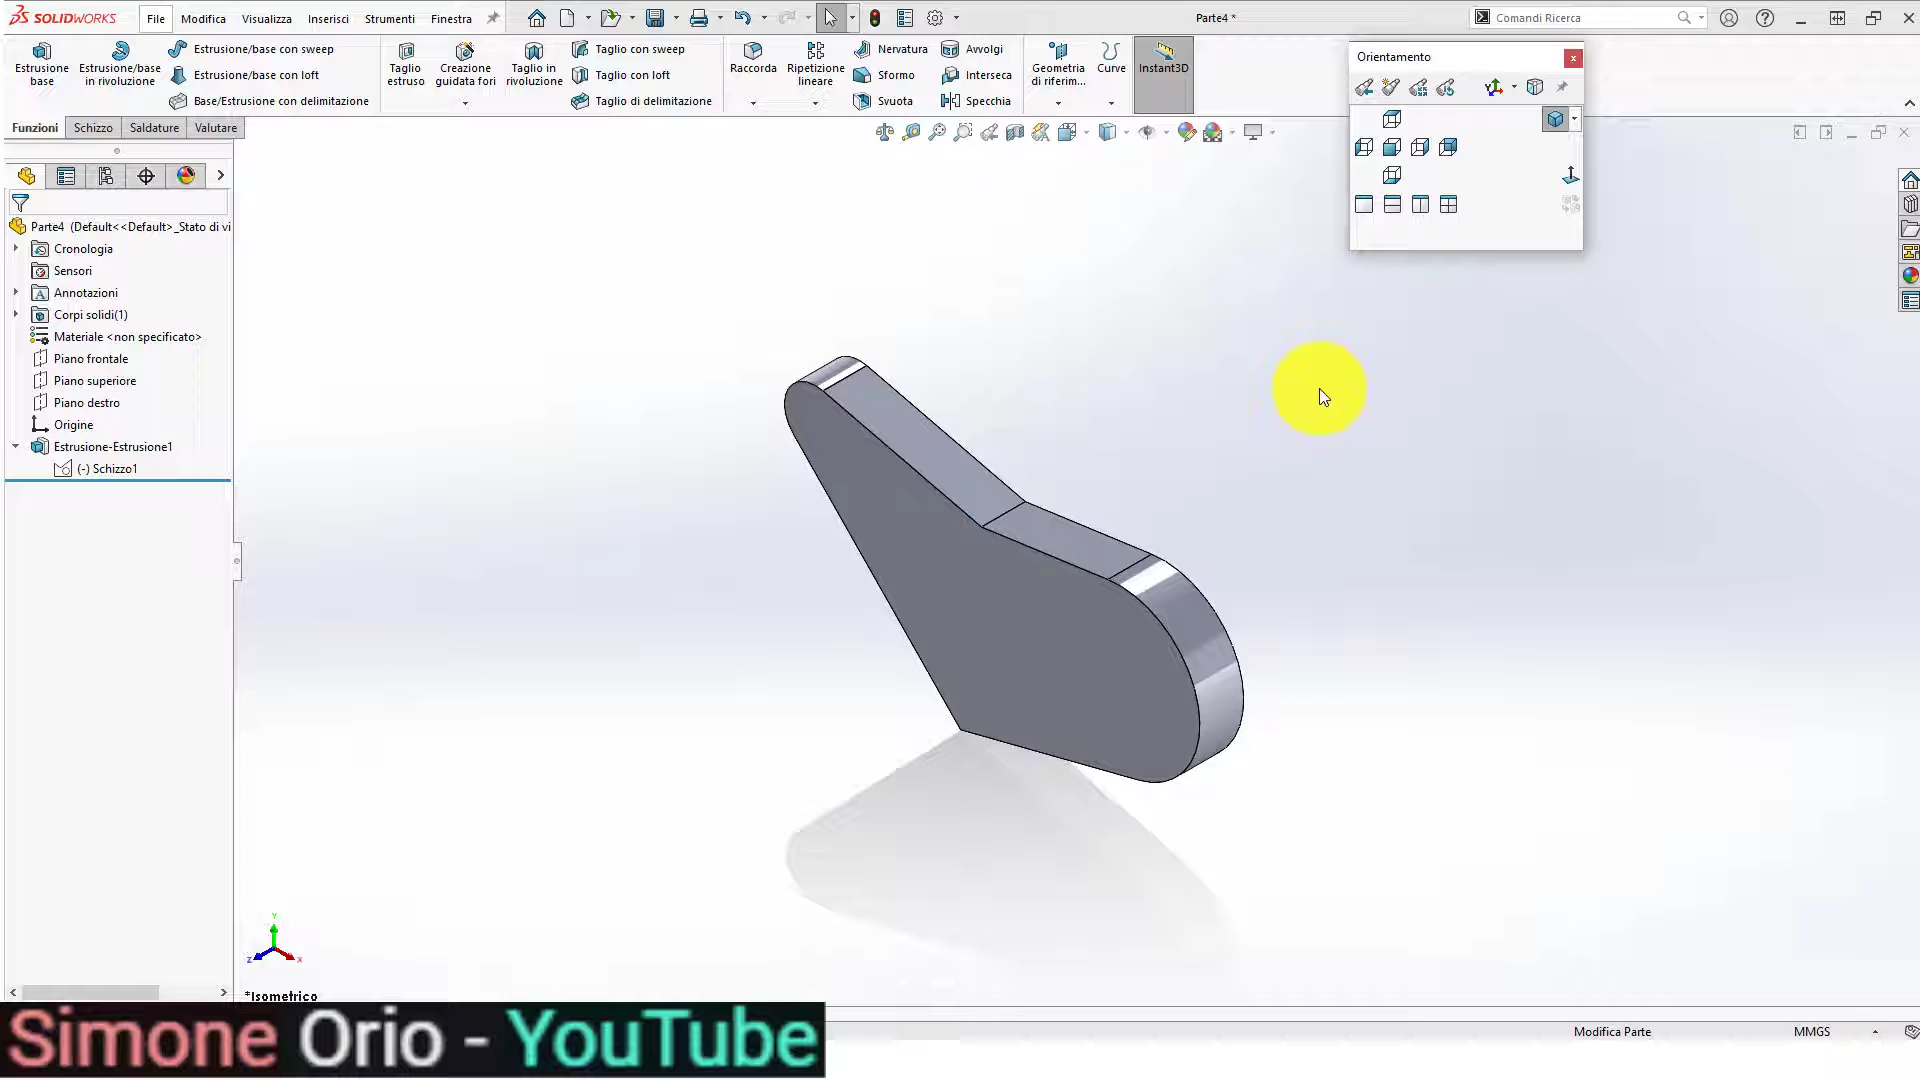 SOLIDWORKS File Modifica Visualizza Inserisci Strumenti Finestra Parte4 * Comandi Ricerca
Estrusione base
Estrusione/base in rivoluzione
Estrusione/base con sweep
Estrusione/base con loft
Base/Estrusione con delimitazione
Taglio estruso
Creazione guidata fori
Taglio in rivoluzione
Taglio con sweep
Taglio con loft
Taglio di delimitazione
Raccorda
Ripetizione lineare
Nervatura
Sformo
Svuota
Avvolgi
Interseca
Specchia
Geometria di riferim...
Curve
Instant3D
Orientamento
Funzioni Schizzo Saldature Valutare
Parte4 (Default<<Default>_Stato di vi
Cronologia
Sensori
Annotazioni
Corpi solidi(1)
Materiale <non specificato>
Piano frontale
Piano superiore
Piano destro
Origine
Estrusione-Estrusione1
(-) Schizzo1
Y
Z X
*Isometrico
Simone Orio - YouTube
Modifica Parte MMGS